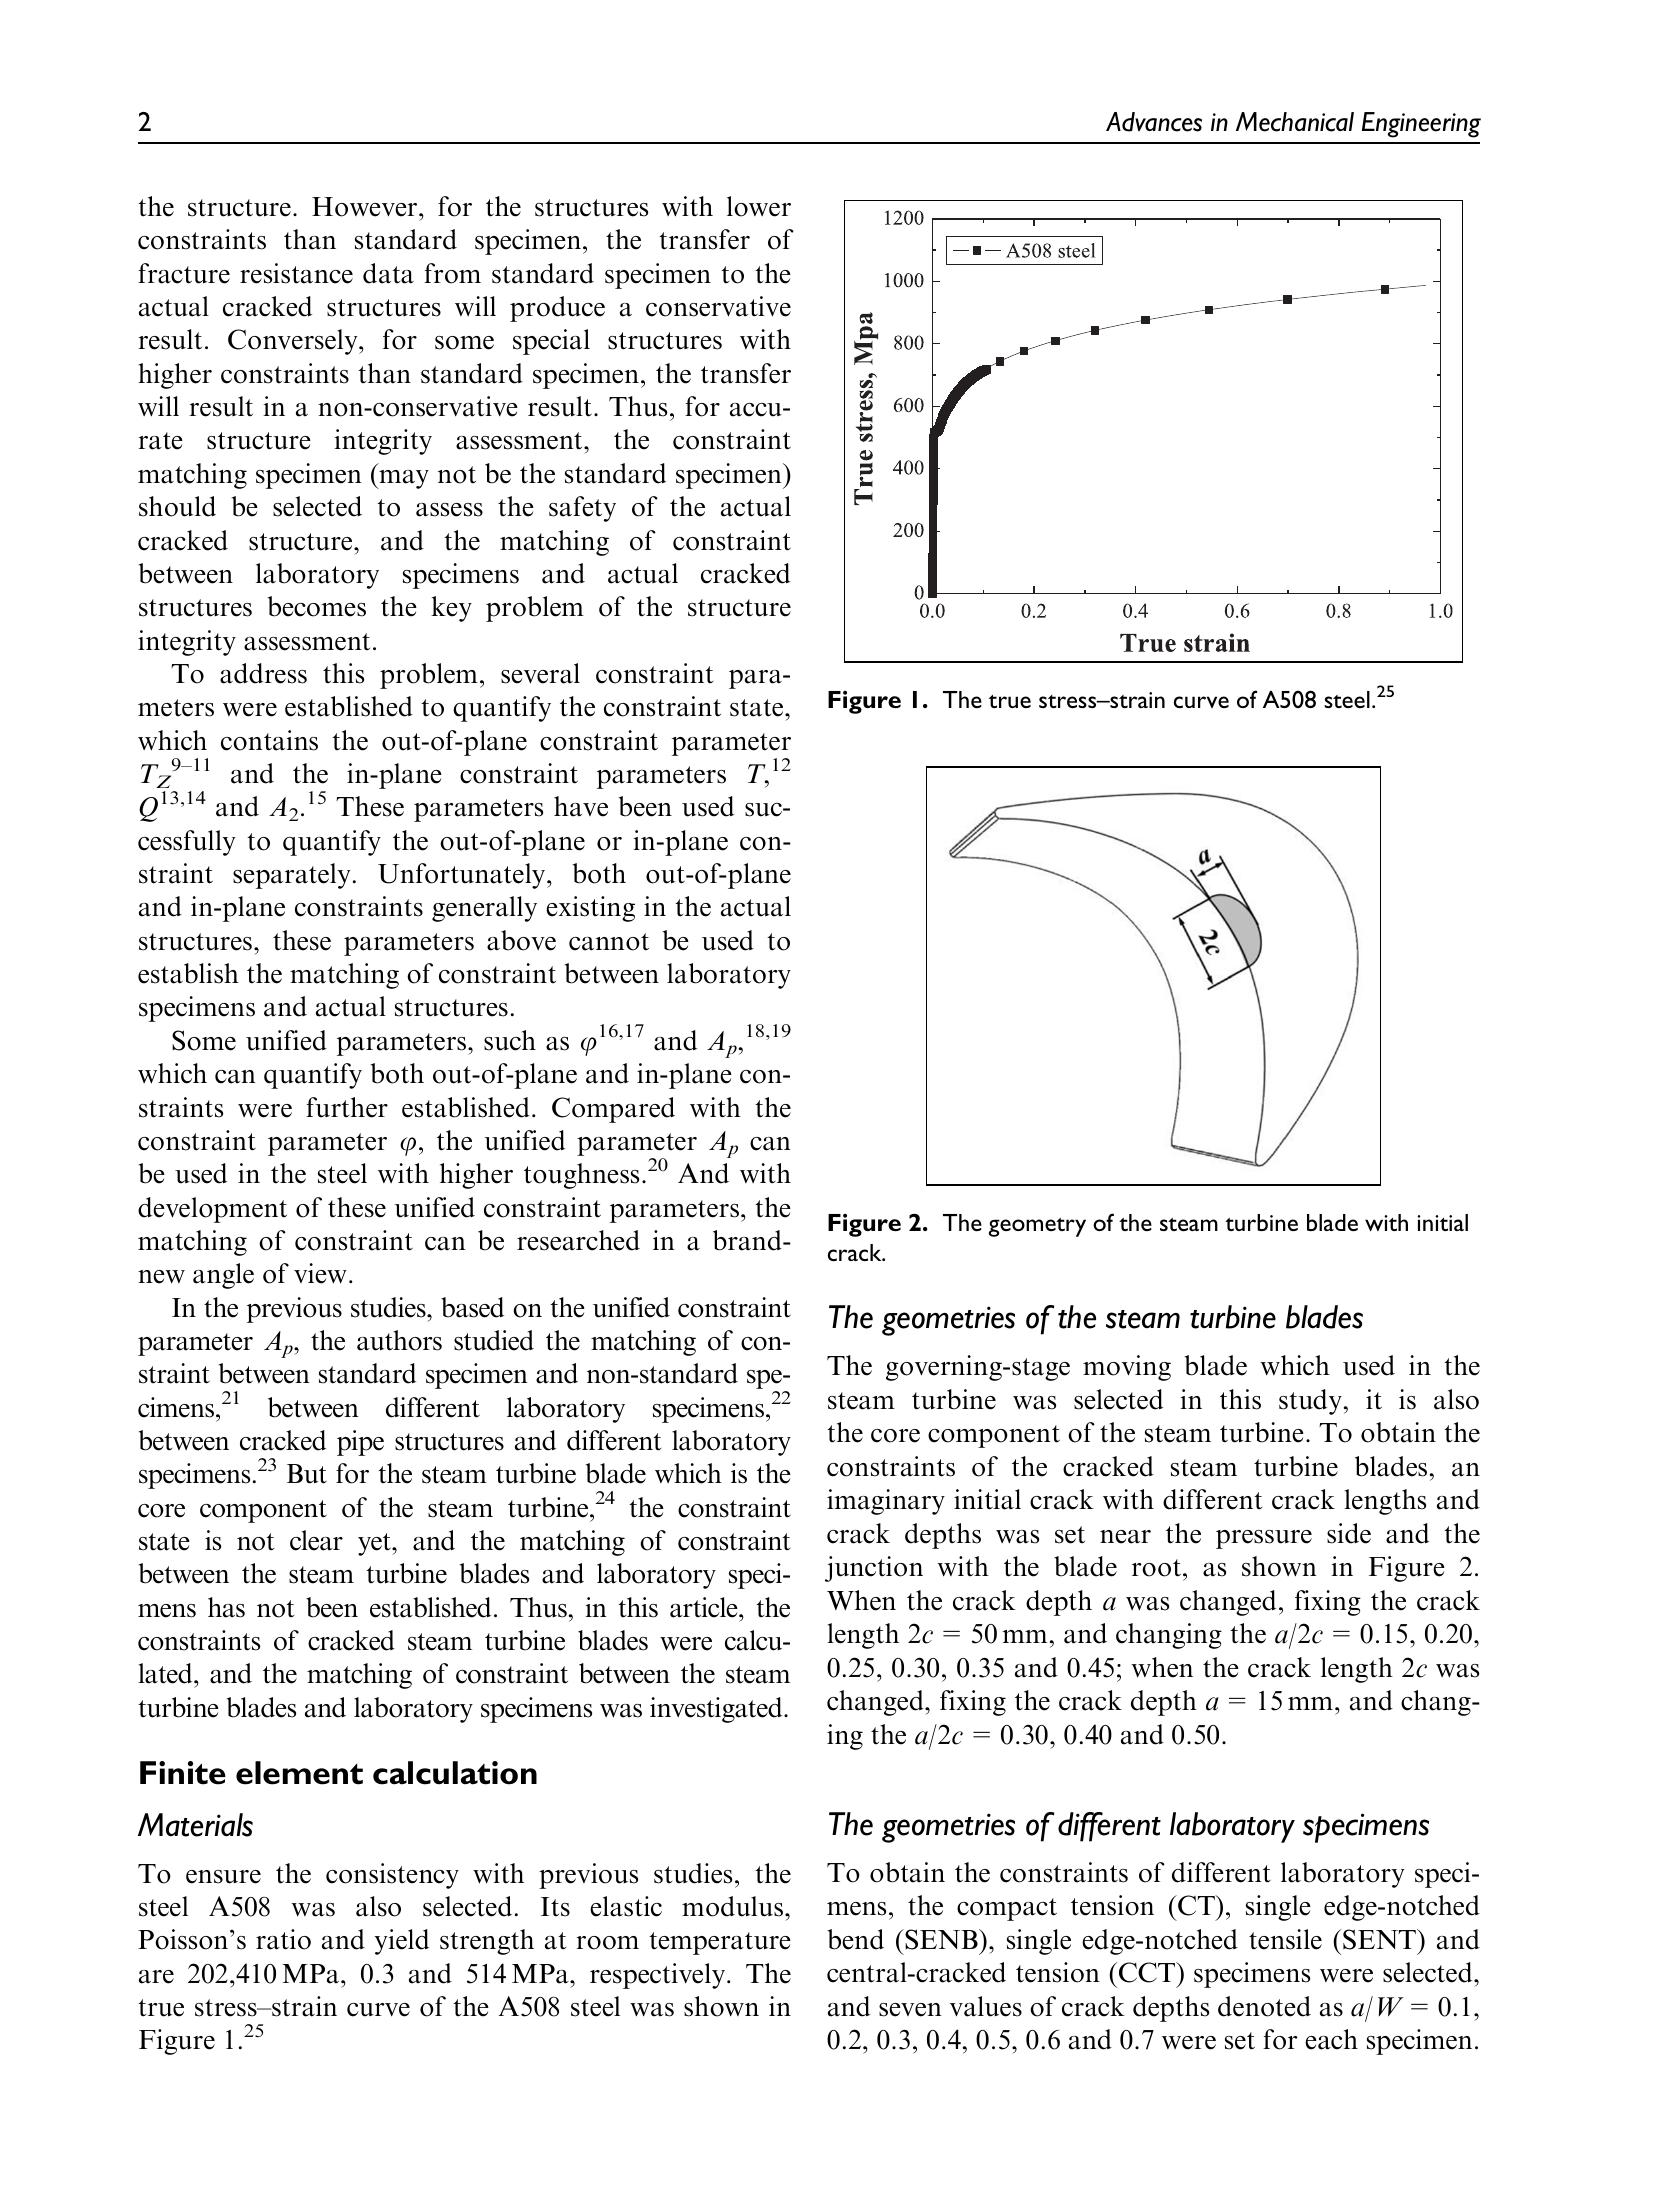 2
Advances in Mechanical Engineering
the structure. However, for the structures with lower
constraints than standard specimen, the transfer of
fracture resistance data from standard specimen to the
actual cracked structures will produce a conservative
result. Conversely, for some special structures with
higher constraints than standard specimen, the transfer
will result in a non-conservative result. Thus, for accu-
rate structure integrity assessment, the constraint
matching specimen (may not be the standard specimen)
should be selected to assess the safety of the actual
cracked structure, and the matching of constraint
between laboratory specimens and actual cracked
structures becomes the key problem of the structure
integrity assessment.
To address this problem, several constraint para-
meters were established to quantify the constraint state,
which contains the out-of-plane constraint parameter
T_Z^9–11 and the in-plane constraint parameters T,^12
Q^13,14 and A_2.^15 These parameters have been used suc-
cessfully to quantify the out-of-plane or in-plane con-
straint separately. Unfortunately, both out-of-plane
and in-plane constraints generally existing in the actual
structures, these parameters above cannot be used to
establish the matching of constraint between laboratory
specimens and actual structures.
Some unified parameters, such as φ^16,17 and A_p,^18,19
which can quantify both out-of-plane and in-plane con-
straints were further established. Compared with the
constraint parameter φ, the unified parameter A_p can
be used in the steel with higher toughness.^20 And with
development of these unified constraint parameters, the
matching of constraint can be researched in a brand-
new angle of view.
In the previous studies, based on the unified constraint
parameter A_p, the authors studied the matching of con-
straint between standard specimen and non-standard spe-
cimens,^21 between different laboratory specimens,^22
between cracked pipe structures and different laboratory
specimens.^23 But for the steam turbine blade which is the
core component of the steam turbine,^24 the constraint
state is not clear yet, and the matching of constraint
between the steam turbine blades and laboratory speci-
mens has not been established. Thus, in this article, the
constraints of cracked steam turbine blades were calcu-
lated, and the matching of constraint between the steam
turbine blades and laboratory specimens was investigated.
Finite element calculation
Materials
To ensure the consistency with previous studies, the
steel A508 was also selected. Its elastic modulus,
Poisson's ratio and yield strength at room temperature
are 202,410 MPa, 0.3 and 514 MPa, respectively. The
true stress–strain curve of the A508 steel was shown in
Figure 1.^25
1200
1000
800
600
400
200
0
True stress, Mpa
A508 steel
0.0 0.2 0.4 0.6 0.8 1.0
True strain
Figure 1. The true stress–strain curve of A508 steel.^25
a
2c
Figure 2. The geometry of the steam turbine blade with initial
crack.
The geometries of the steam turbine blades
The governing-stage moving blade which used in the
steam turbine was selected in this study, it is also
the core component of the steam turbine. To obtain the
constraints of the cracked steam turbine blades, an
imaginary initial crack with different crack lengths and
crack depths was set near the pressure side and the
junction with the blade root, as shown in Figure 2.
When the crack depth a was changed, fixing the crack
length 2c = 50 mm, and changing the a/2c = 0.15, 0.20,
0.25, 0.30, 0.35 and 0.45; when the crack length 2c was
changed, fixing the crack depth a = 15 mm, and chang-
ing the a/2c = 0.30, 0.40 and 0.50.
The geometries of different laboratory specimens
To obtain the constraints of different laboratory speci-
mens, the compact tension (CT), single edge-notched
bend (SENB), single edge-notched tensile (SENT) and
central-cracked tension (CCT) specimens were selected,
and seven values of crack depths denoted as a/W = 0.1,
0.2, 0.3, 0.4, 0.5, 0.6 and 0.7 were set for each specimen.